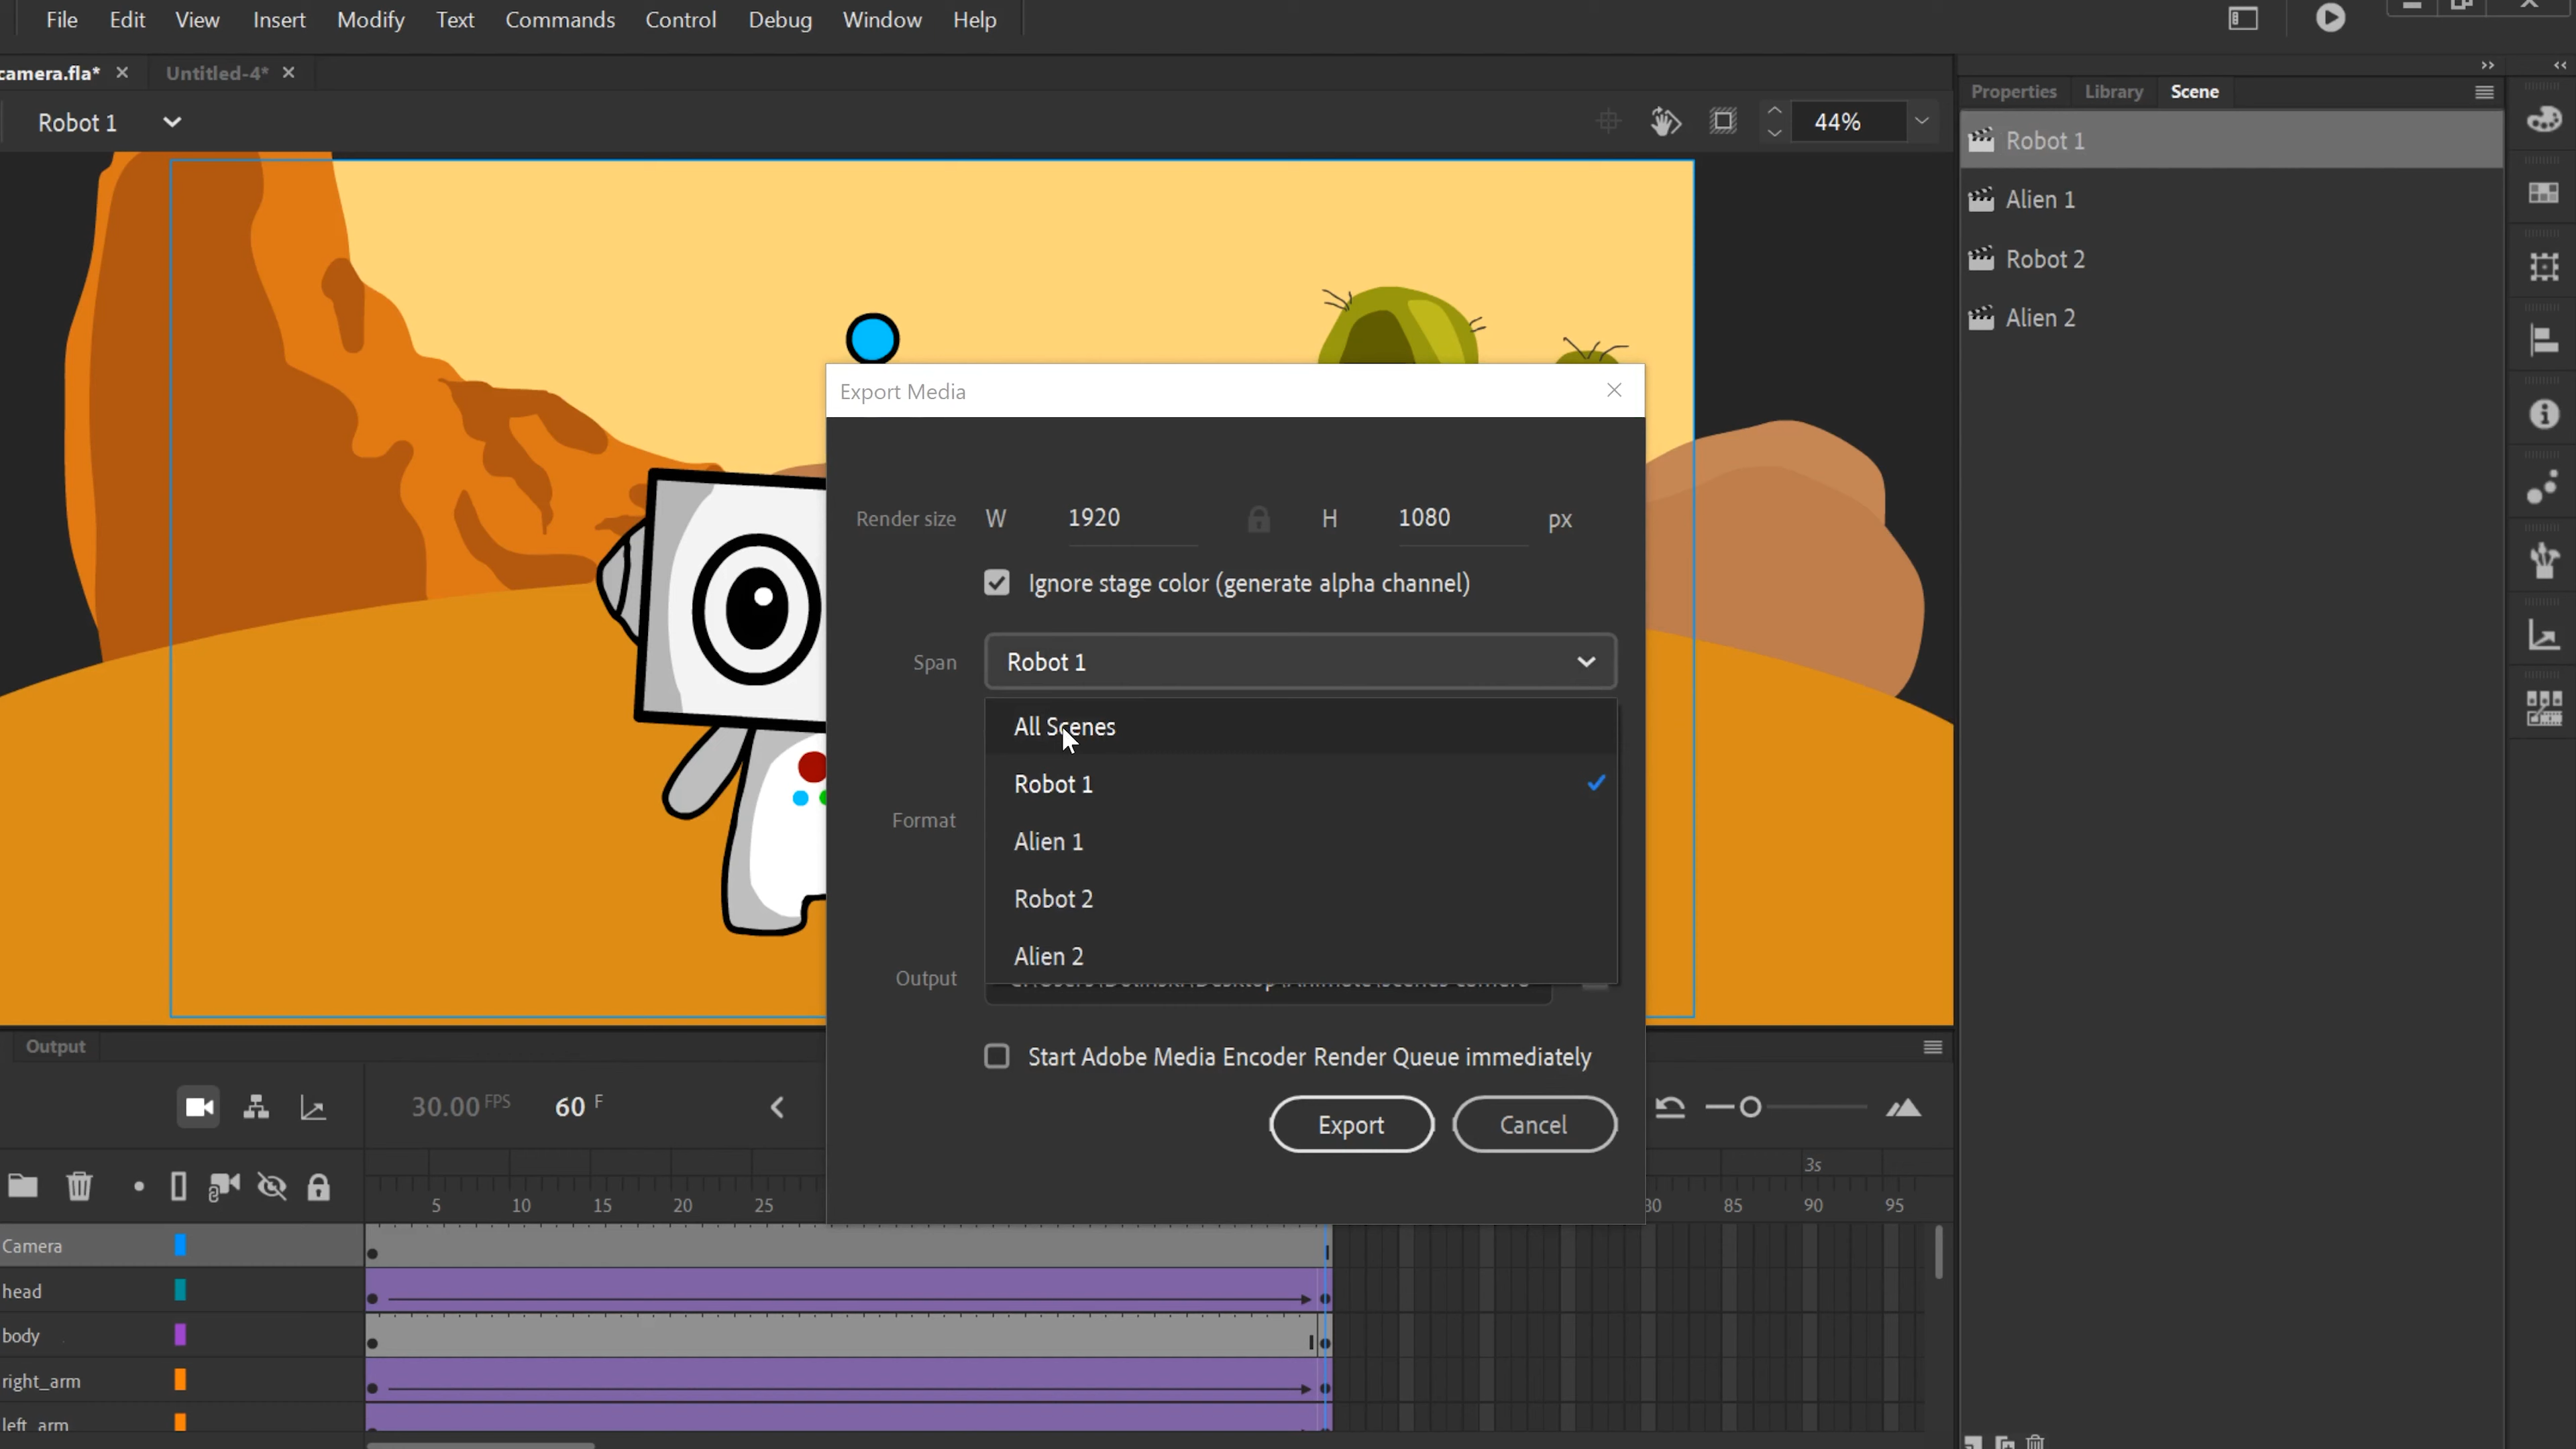 File Edit View Insert Modify Text Commands Control Debug Window Help
camera.fla* Untitled-4*
Robot 1
44%
Properties Library Scene
Robot 1
Alien 1
Robot 2
Alien 2
Export Media
Render size W 1920 H 1080 px
Ignore stage color (generate alpha channel)
Span Robot 1
All Scenes
Robot 1
Alien 1
Robot 2
Alien 2
Format
Output
Start Adobe Media Encoder Render Queue immediately
Export Cancel
Output
30.00 FPS 60 F
3s
5 10 15 20 25 80 85 90 95
Camera
head
body
right_arm
left_arm